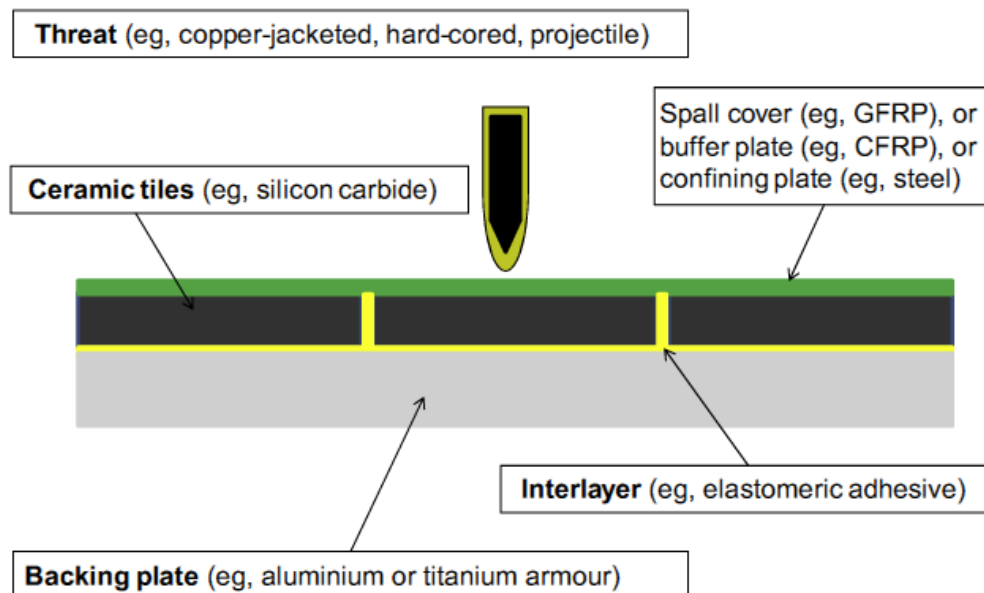 Threat (eg, copper-jacketed, hard-cored, projectile)
Spall cover (eg, GFRP), or
buffer plate (eg, CFRP), or
confining plate (eg, steel)
Ceramic tiles (eg, silicon carbide)
Interlayer (eg, elastomeric adhesive)
Backing plate (eg, aluminium or titanium armour)